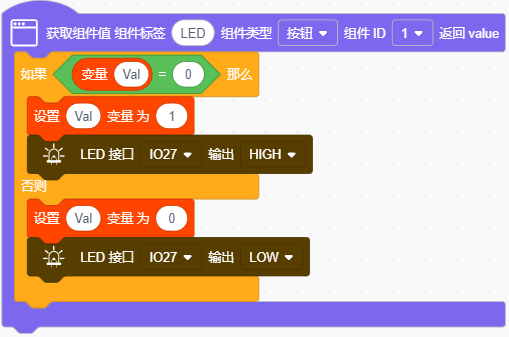 获取组件值 组件标签 LED 组件类型 按钮 组件 ID 1 返回 value
如果 变量 Val = 0 那么
设置 Val 变量 为 1
LED 接口 IO27 输出 HIGH
否则
设置 Val 变量 为 0
LED 接口 IO27 输出 LOW